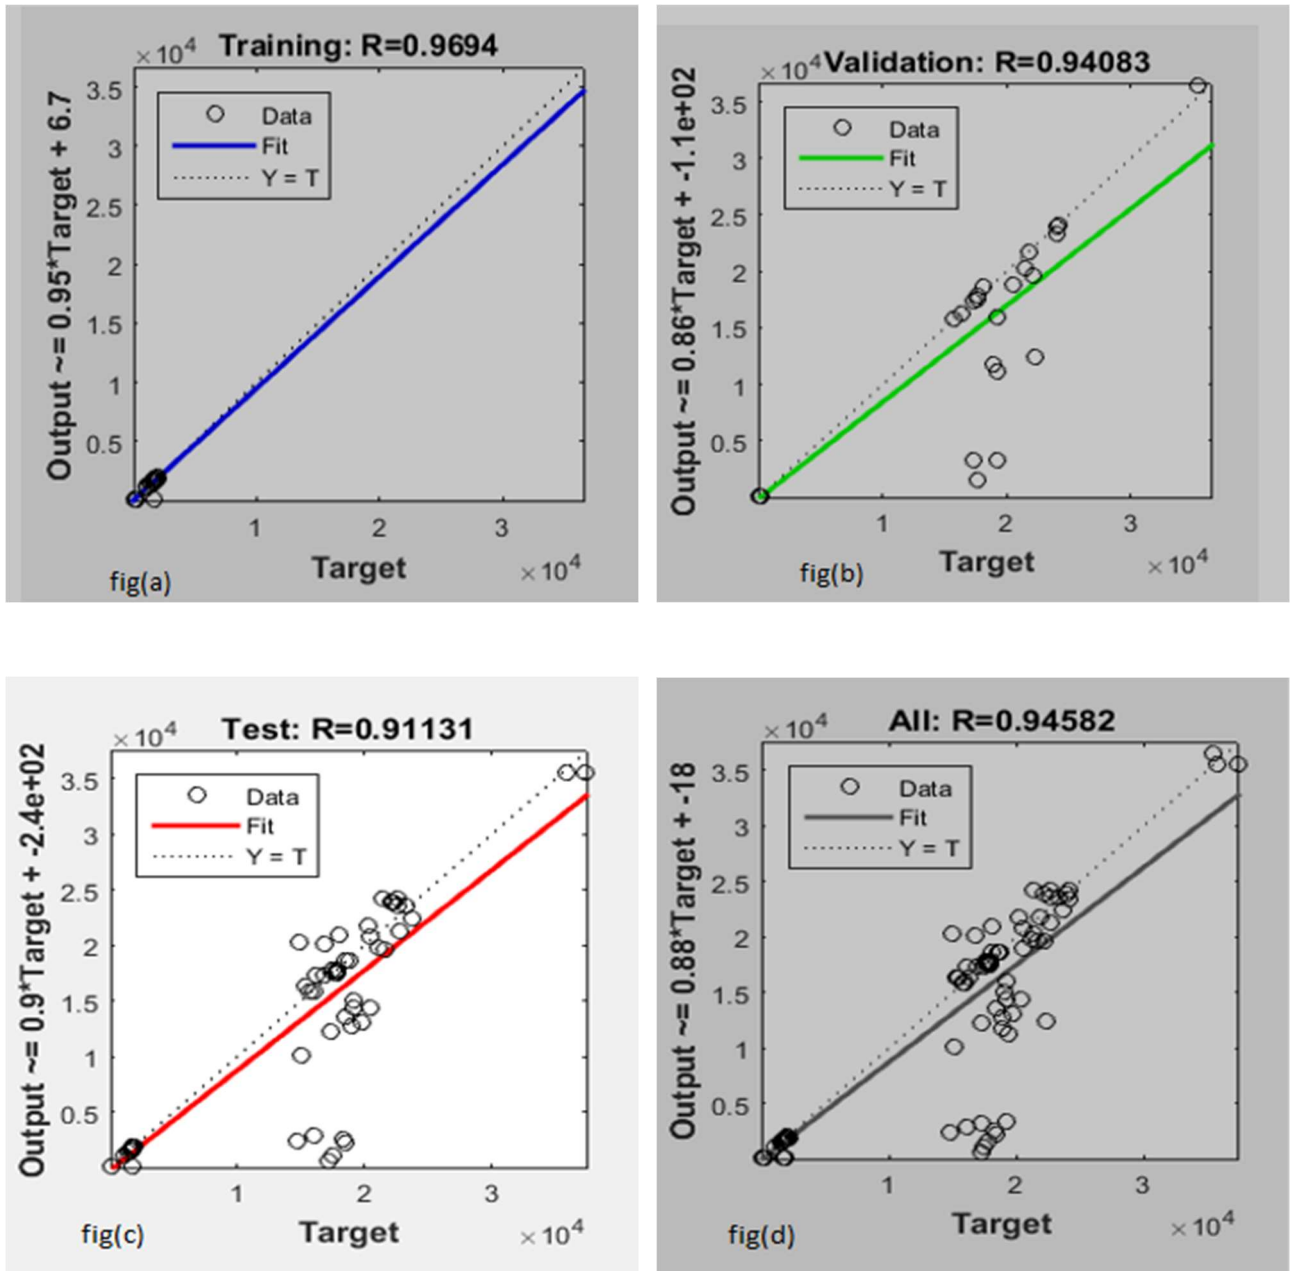 ×10⁴ Training: R=0.9694
Output ~= 0.95*Target + 6.7
3.5
3
2.5
2
1.5
1
0.5
Data
Fit
Y = T
1 2 3
Target ×10⁴
fig(a)
×10⁴ Validation: R=0.94083
Output ~= 0.86*Target + -1.1e+02
3.5
3
2.5
2
1.5
1
0.5
Data
Fit
Y = T
1 2 3
Target ×10⁴
fig(b)
Test: R=0.91131
×10⁴
Output ~= 0.9*Target + -2.4e+02
3.5
3
2.5
2
1.5
1
0.5
Data
Fit
Y = T
1 2 3
Target ×10⁴
fig(c)
All: R=0.94582
×10⁴
Output ~= 0.88*Target + -18
3.5
3
2.5
2
1.5
1
0.5
Data
Fit
Y = T
1 2 3
Target ×10⁴
fig(d)